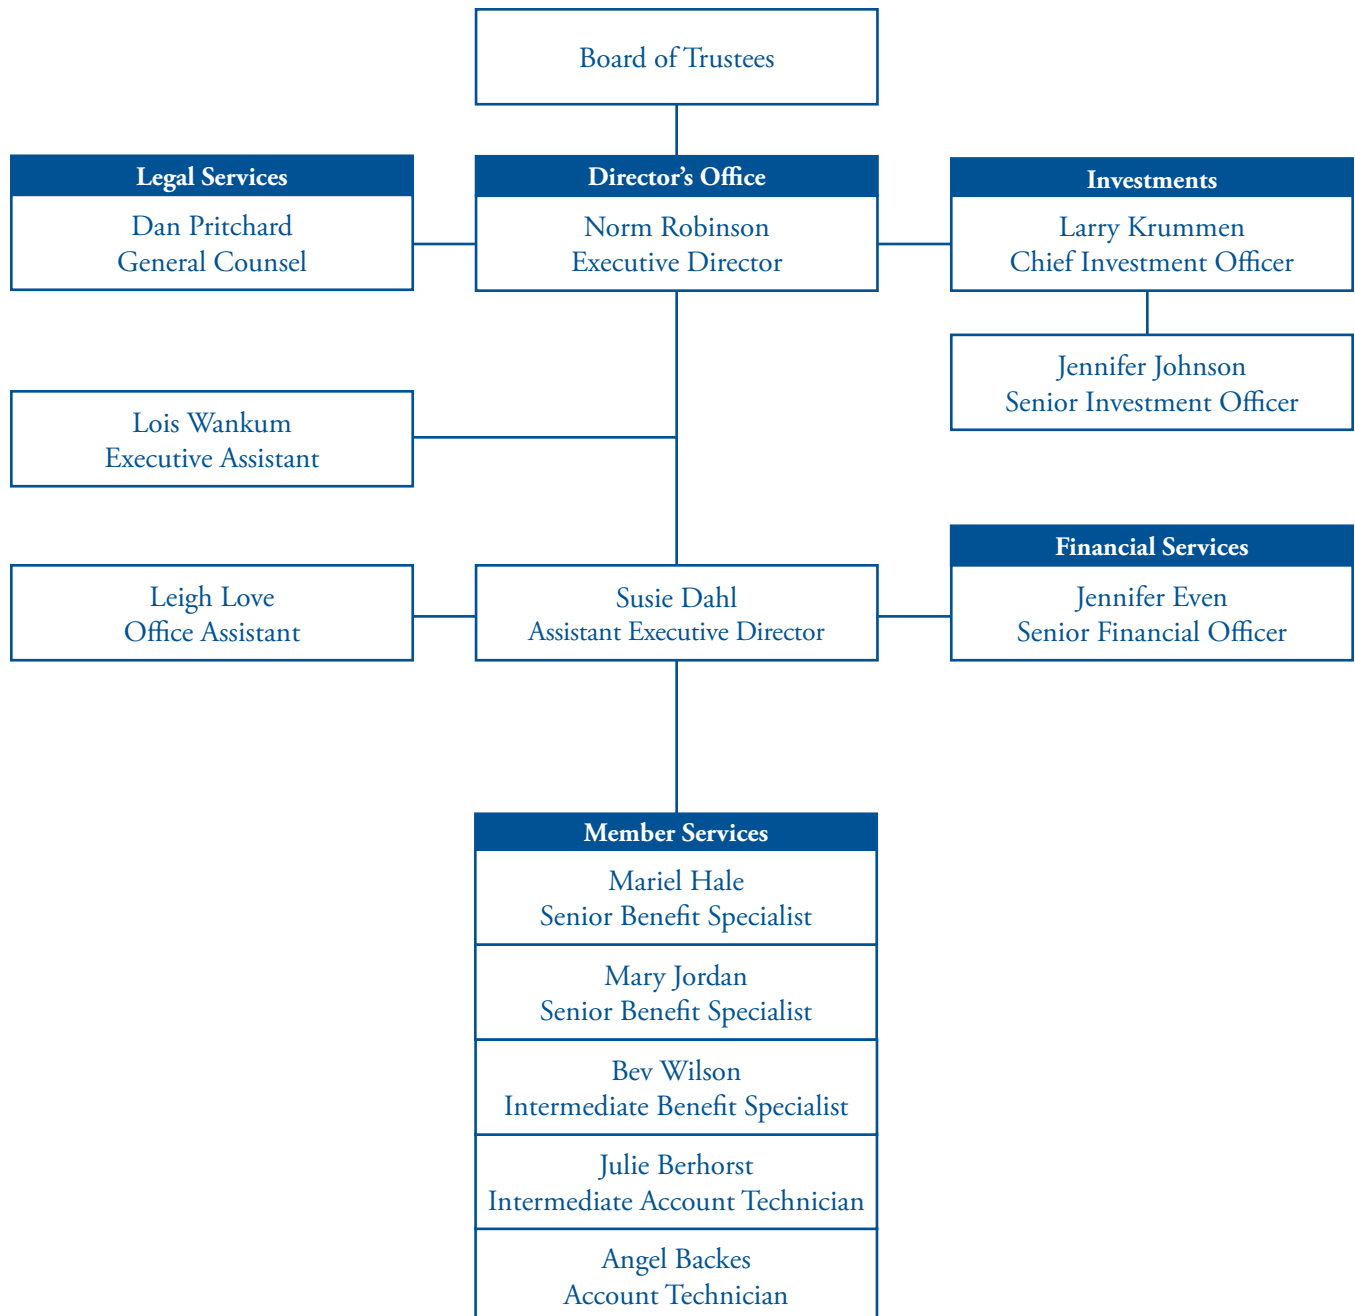 Board of Trustees
Legal Services
Dan Pritchard
General Counsel
Director’s Office
Norm Robinson
Executive Director
Investments
Larry Krummen
Chief Investment Officer
Jennifer Johnson
Senior Investment Officer
Lois Wankum
Executive Assistant
Leigh Love
Office Assistant
Susie Dahl
Assistant Executive Director
Financial Services
Jennifer Even
Senior Financial Officer
Member Services
Mariel Hale
Senior Benefit Specialist
Mary Jordan
Senior Benefit Specialist
Bev Wilson
Intermediate Benefit Specialist
Julie Berhorst
Intermediate Account Technician
Angel Backes
Account Technician